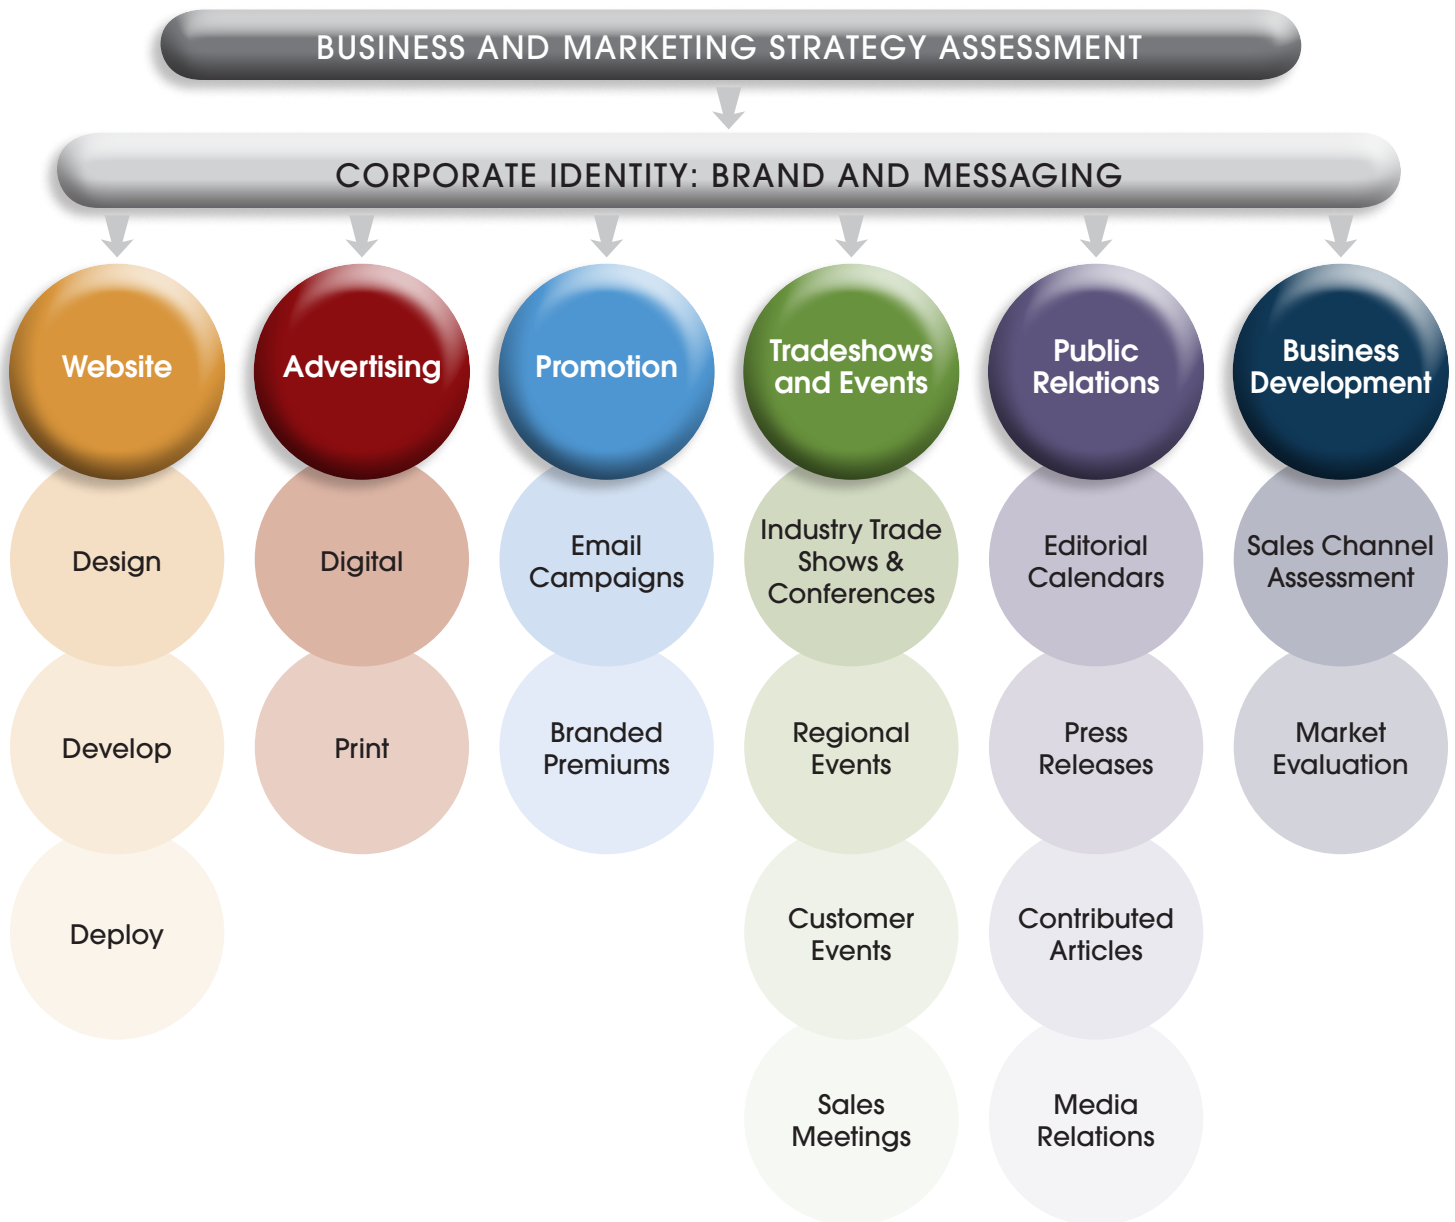 BUSINESS AND MARKETING STRATEGY ASSESSMENT
CORPORATE IDENTITY: BRAND AND MESSAGING
Website
Design
Develop
Deploy
Advertising
Digital
Print
Promotion
Email
Campaigns
Branded
Premiums
Tradeshows
and Events
Industry Trade
Shows &
Conferences
Regional
Events
Customer
Events
Sales
Meetings
Public
Relations
Editorial
Calendars
Press
Releases
Contributed
Articles
Media
Relations
Business
Development
Sales Channel
Assessment
Market
Evaluation